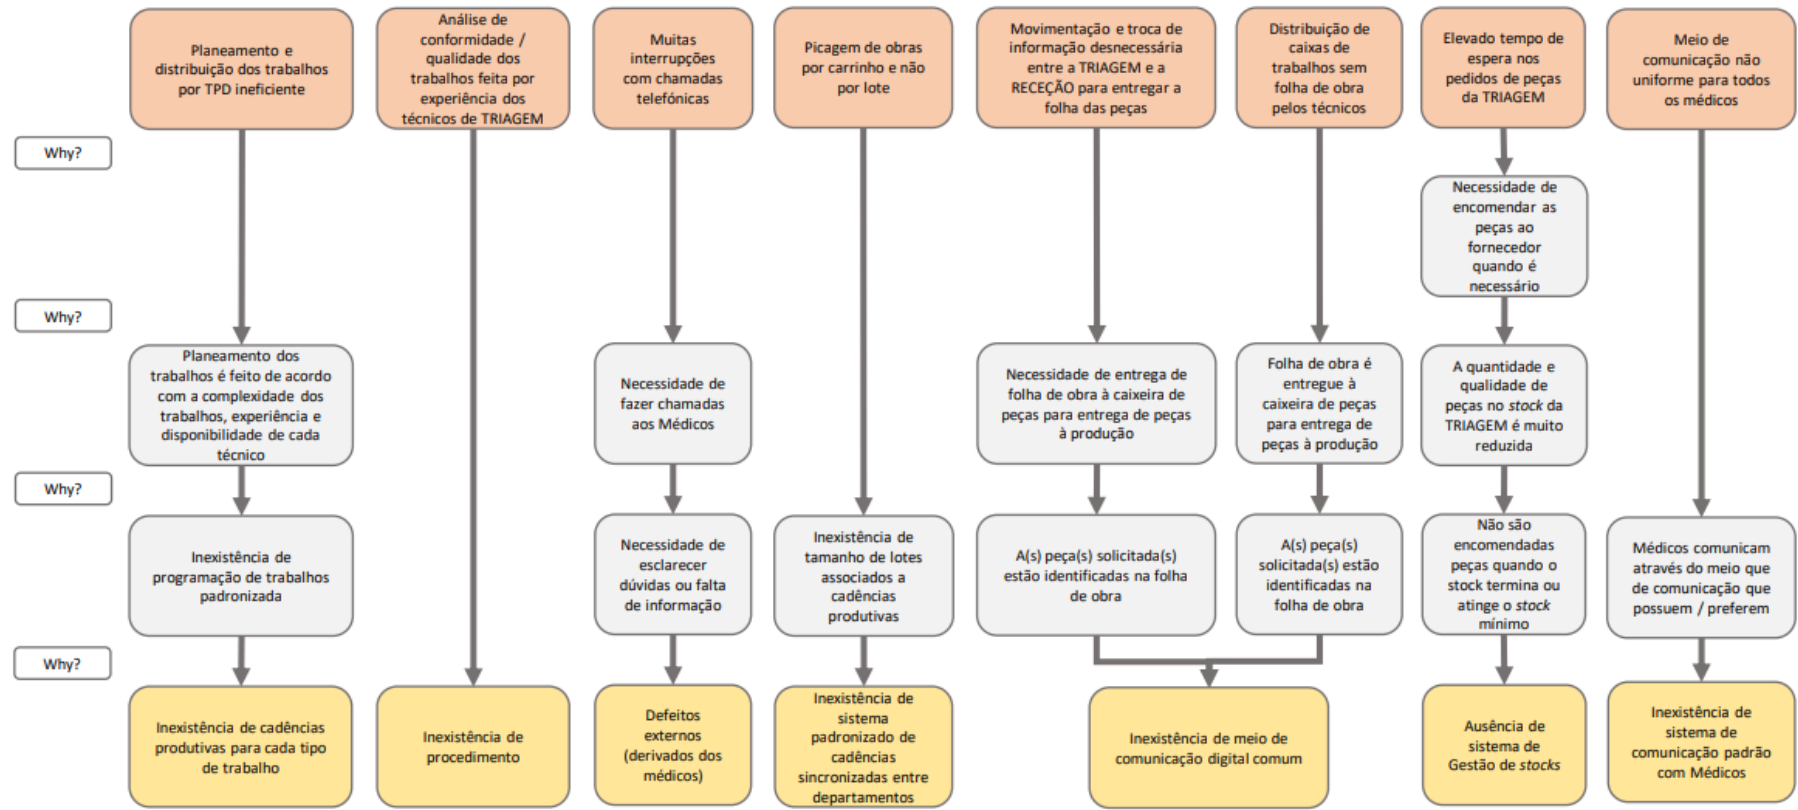 Planeamento e
distribuição dos trabalhos
por TPD ineficiente
Análise de
conformidade /
qualidade dos
trabalhos feita por
experiência dos
técnicos de TRIAGEM
Muitas
interrupções
com chamadas
telefónicas
Picagem de obras
por carrinho e não
por lote
Movimentação e troca de
informação desnecessária
entre a TRIAGEM e a
RECEÇÃO para entregar a
folha das peças
Distribuição de
caixas de
trabalhos sem
folha de obra
pelos técnicos
Elevado tempo de
espera nos
pedidos de peças
da TRIAGEM
Meio de
comunicação não
uniforme para todos
os médicos
Why?
Necessidade de
encomendar as
peças ao
fornecedor
quando é
necessário
Why?
Planeamento dos
trabalhos é feito de acordo
com a complexidade dos
trabalhos, experiência e
disponibilidade de cada
técnico
Necessidade de
fazer chamadas
aos Médicos
Necessidade de entrega de
folha de obra à caixeira de
peças para entrega de peças
à produção
Folha de obra é
entregue à
caixeira de peças
para entrega de
peças à produção
A quantidade e
qualidade de
peças no stock da
TRIAGEM é muito
reduzida
Why?
Inexistência de
programação de trabalhos
padronizada
Necessidade de
esclarecer
dúvidas ou falta
de informação
Inexistência de
tamanho de lotes
associados a
cadências
produtivas
A(s) peça(s) solicitada(s)
estão identificadas na folha
de obra
A(s) peça(s)
solicitada(s) estão
identificadas na
folha de obra
Não são
encomendadas
peças quando o
stock termina ou
atinge o stock
mínimo
Médicos comunicam
através do meio que
de comunicação que
possuem / preferem
Why?
Inexistência de cadências
produtivas para cada tipo
de trabalho
Inexistência de
procedimento
Defeitos
externos
(derivados dos
médicos)
Inexistência de
sistema
padronizado de
cadências
sincronizadas entre
departamentos
Inexistência de meio de
comunicação digital comum
Ausência de
sistema de
Gestão de stocks
Inexistência de
sistema de
comunicação padrão
com Médicos